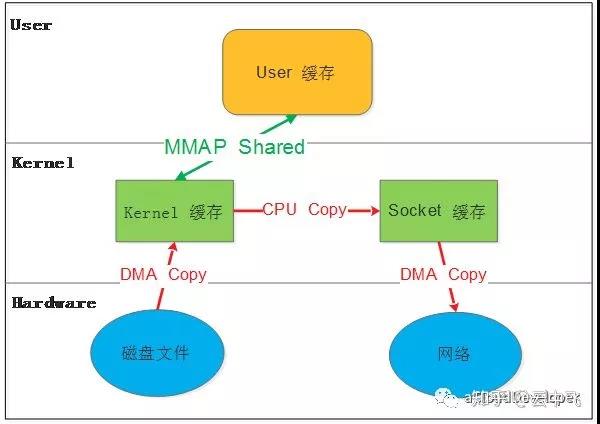 User
User 缓存
MMAP Shared
Kernel
Kernel 缓存
CPU Copy
Socket 缓存
DMA Copy
DMA Copy
Hardware
磁盘文件
网络